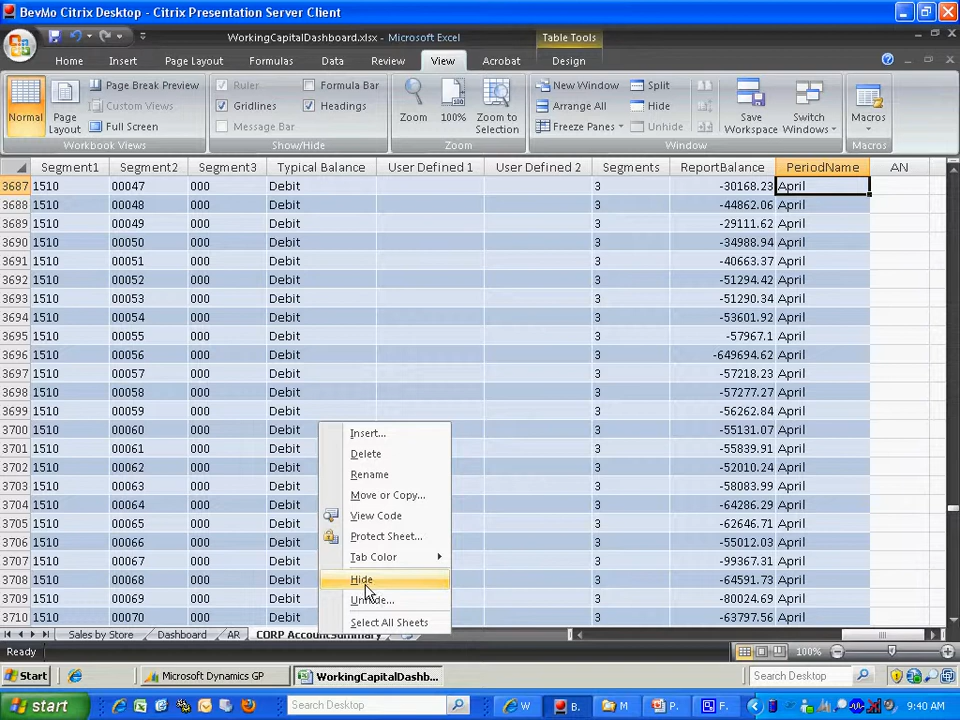 BevMo Citrix Desktop - Citrix Presentation Server Client
WorkingCapitalDashboard.xlsx - Microsoft Excel
Table Tools
Home Insert Page Layout Formulas Data Review View Acrobat Design
Normal
Page Layout
Page Break Preview
Custom Views
Full Screen
Workbook Views
Ruler
Gridlines
Message Bar
Formula Bar
Headings
Show/Hide
Zoom
100%
Zoom to Selection
Zoom
New Window
Arrange All
Freeze Panes
Split
Hide
Unhide
Save Workspace
Switch Windows
Window
Macros
Macros
Segment1 Segment2 Segment3 Typical Balance User Defined 1 User Defined 2 Segments ReportBalance PeriodName AN
3687 1510 00047 000 Debit 3 -30168.23 April
3688 1510 00048 000 Debit 3 -44862.06 April
3689 1510 00049 000 Debit 3 -29111.62 April
3690 1510 00050 000 Debit 3 -34988.94 April
3691 1510 00051 000 Debit 3 -40663.37 April
3692 1510 00052 000 Debit 3 -51294.42 April
3693 1510 00053 000 Debit 3 -51290.34 April
3694 1510 00054 000 Debit 3 -53601.92 April
3695 1510 00055 000 Debit 3 -57967.1 April
3696 1510 00056 000 Debit 3 -649694.62 April
3697 1510 00057 000 Debit 3 -57218.23 April
3698 1510 00058 000 Debit 3 -57277.27 April
3699 1510 00059 000 Debit 3 -56262.84 April
3700 1510 00060 000 Debit 3 -55131.07 April
3701 1510 00061 000 Debit 3 -55839.91 April
3702 1510 00062 000 Debit 3 -52010.24 April
3703 1510 00063 000 Debit 3 -58083.99 April
3704 1510 00064 000 Debit 3 -64286.29 April
3705 1510 00065 000 Debit 3 -62646.71 April
3706 1510 00066 000 Debit 3 -55012.03 April
3707 1510 00067 000 Debit 3 -99367.31 April
3708 1510 00068 000 Debit 3 -64591.73 April
3709 1510 00069 000 Debit 3 -80024.69 April
3710 1510 00070 000 Debit 3 -63797.56 April
Insert...
Delete
Rename
Move or Copy...
View Code
Protect Sheet...
Tab Color
Hide
Unhide...
Select All Sheets
Sales by Store Dashboard AR CORP AccountSummary
Ready 100%
Start Microsoft Dynamics GP WorkingCapitalDashb... Search Desktop
start Search Desktop W B. M P. F. 9:40 AM